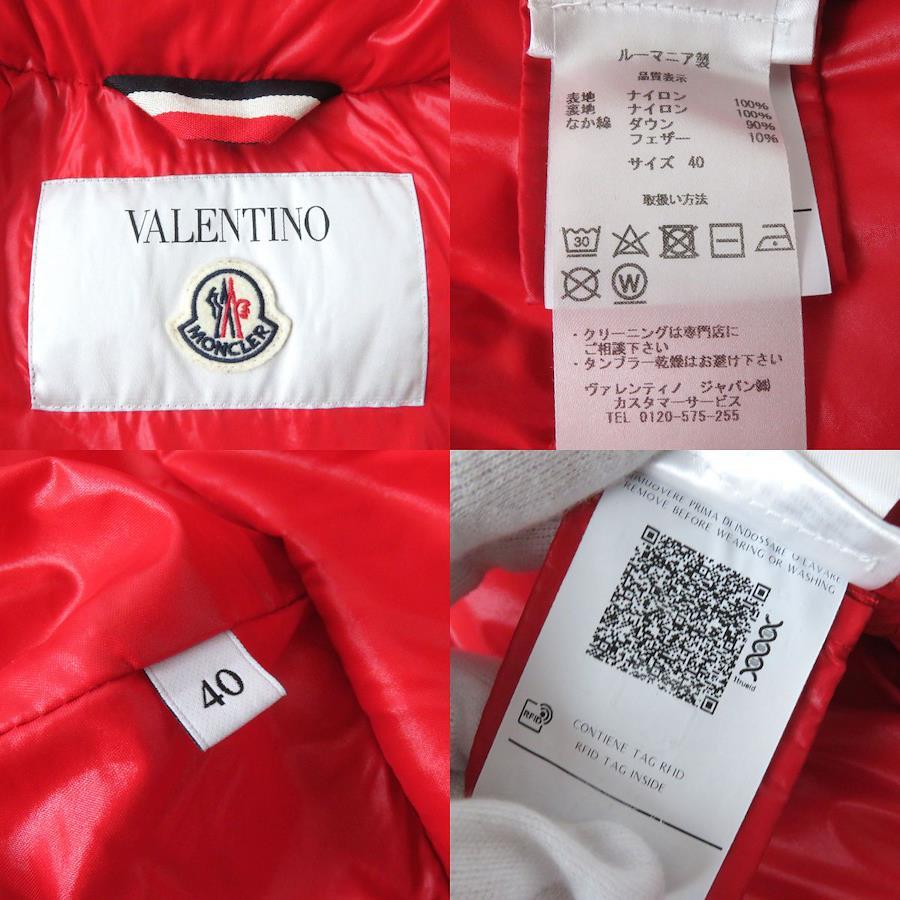 VALENTINO
MONCLER
ルーマニア製
品質表示
表地 ナイロン 100%
裏地 ナイロン 100%
なか綿 ダウン 90%
フェザー 10%
サイズ 40
取扱い方法
30
W
・クリーニングは専門店に
ご相談下さい
・タンブラー乾燥はお避け下さい
ヴァレンティノ ジャパン㈱
カスタマーサービス
TEL 0120-575-255
40
PRIMA DI INDOSSARE O LAVARE
REMOVE BEFORE WEARING OR WASHING
1trueid
RFID
CONTIENE TAG RFID
RFID TAG INSIDE